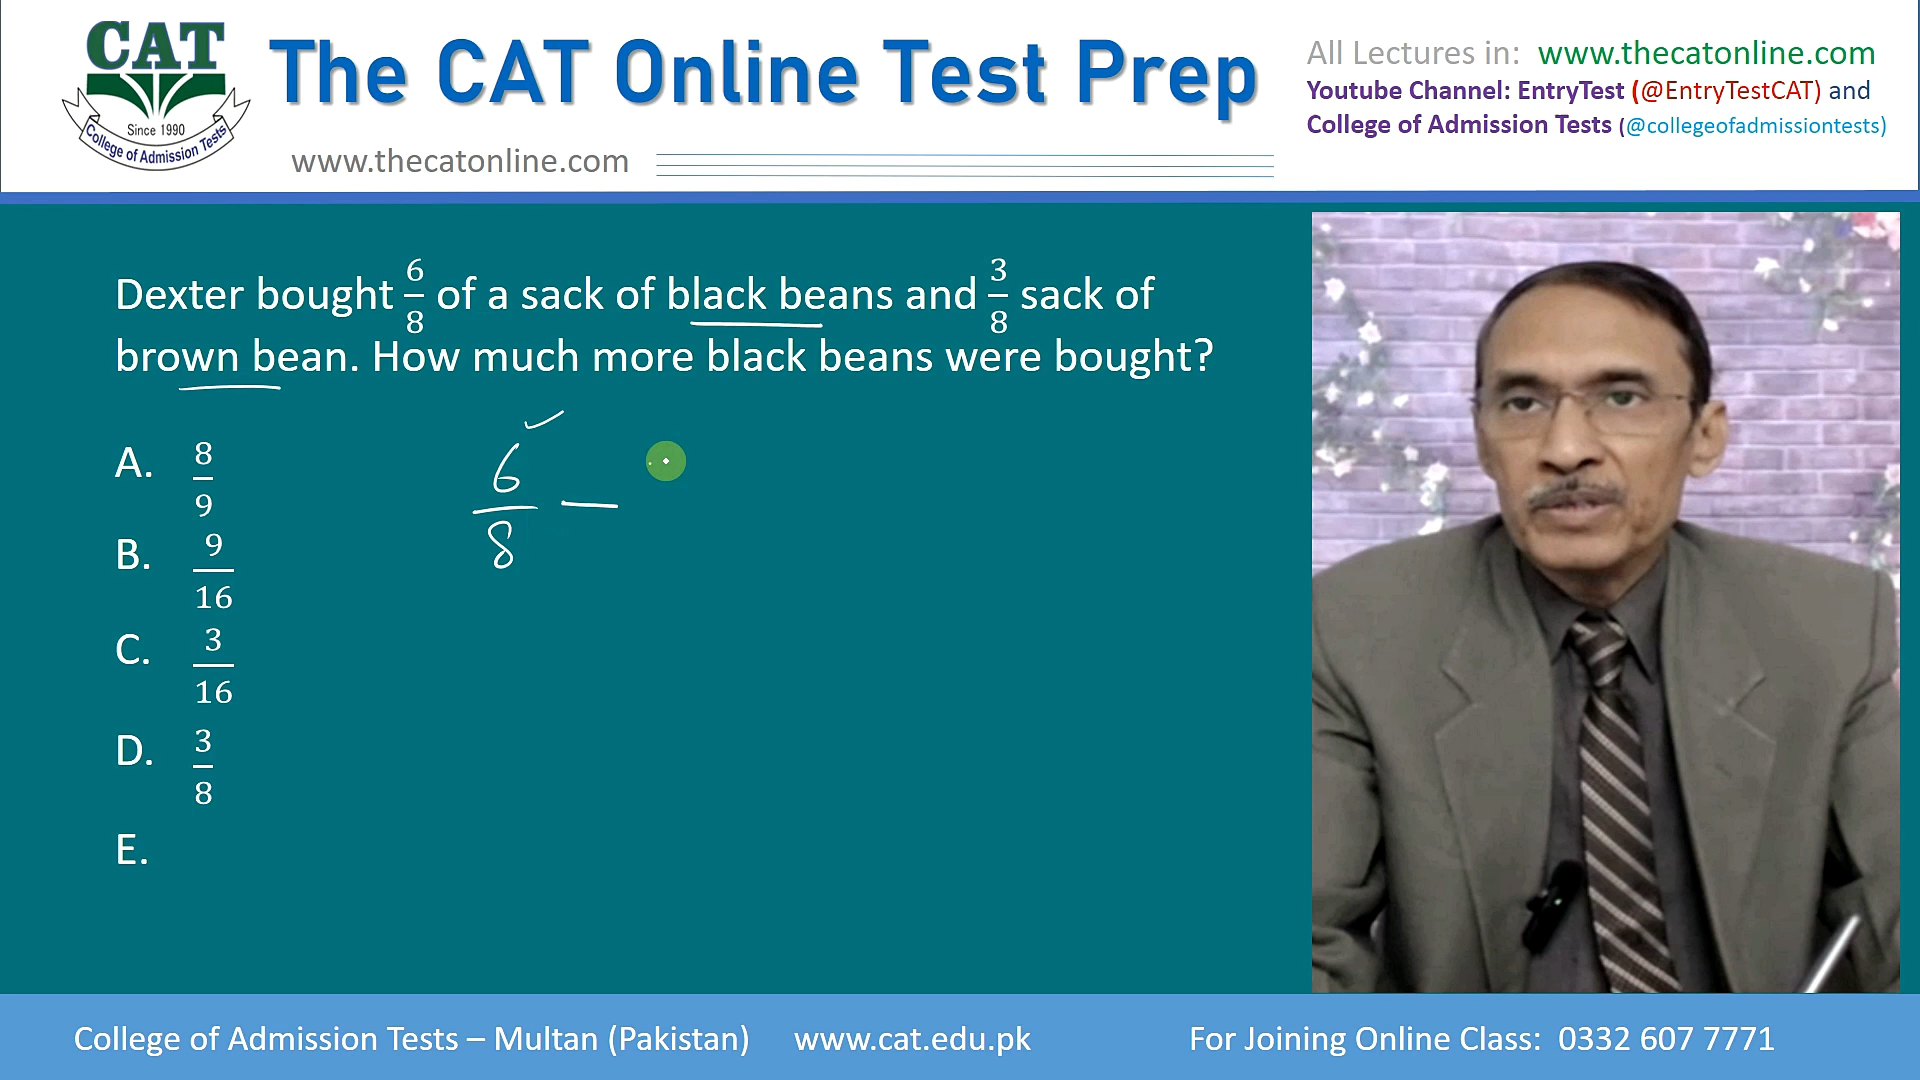 CAT
Since 1990
College of Admission Tests
The CAT Online Test Prep
www.thecatonline.com
All Lectures in: www.thecatonline.com
Youtube Channel: EntryTest (@EntryTestCAT) and
College of Admission Tests (@collegeofadmissiontests)
Dexter bought 6/8 of a sack of black beans and 3/8 sack of
brown bean. How much more black beans were bought?
A. 8/9
B. 9/16
C. 3/16
D. 3/8
E.
6/8 –
College of Admission Tests – Multan (Pakistan) www.cat.edu.pk For Joining Online Class: 0332 607 7771